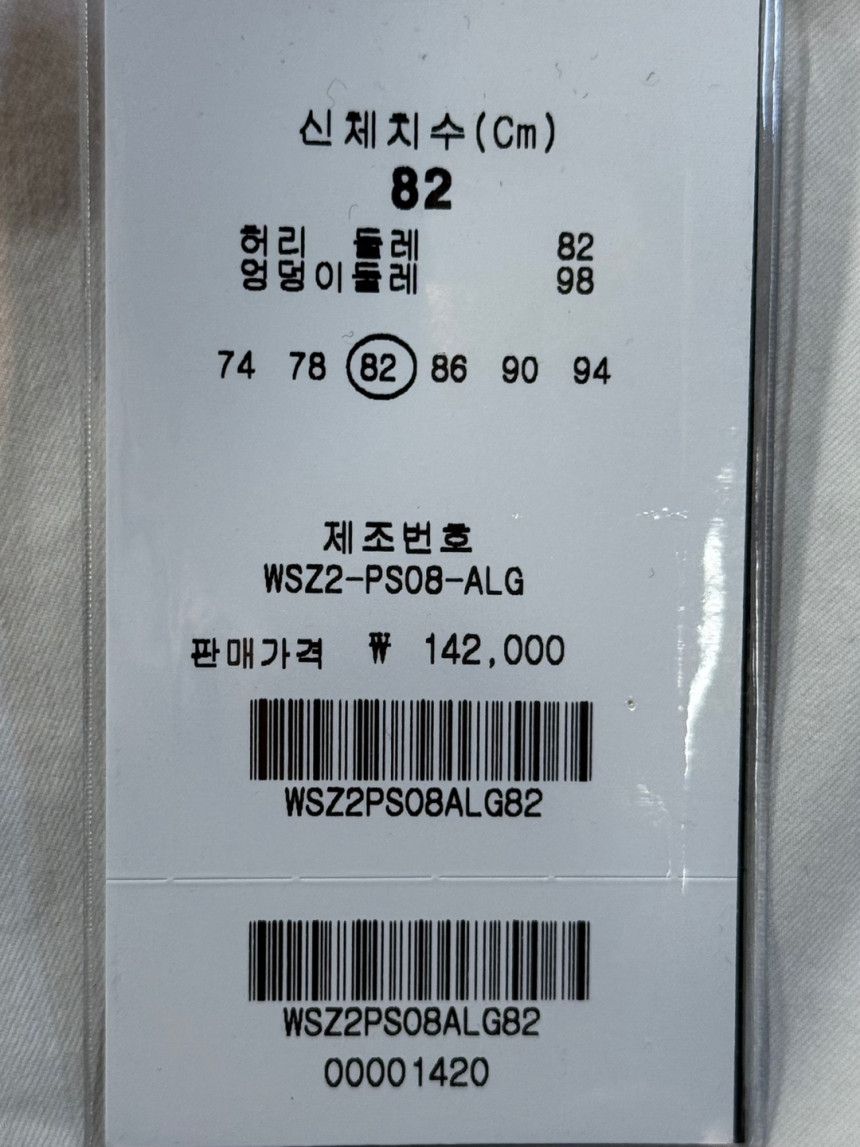 신체치수(Cm)
82
허리 둘레 82
엉덩이둘레 98
74 78 82 86 90 94
제조번호
WSZ2-PS08-ALG
판매가격 ₩ 142,000
WSZ2PS08ALG82
WSZ2PS08ALG82
00001420